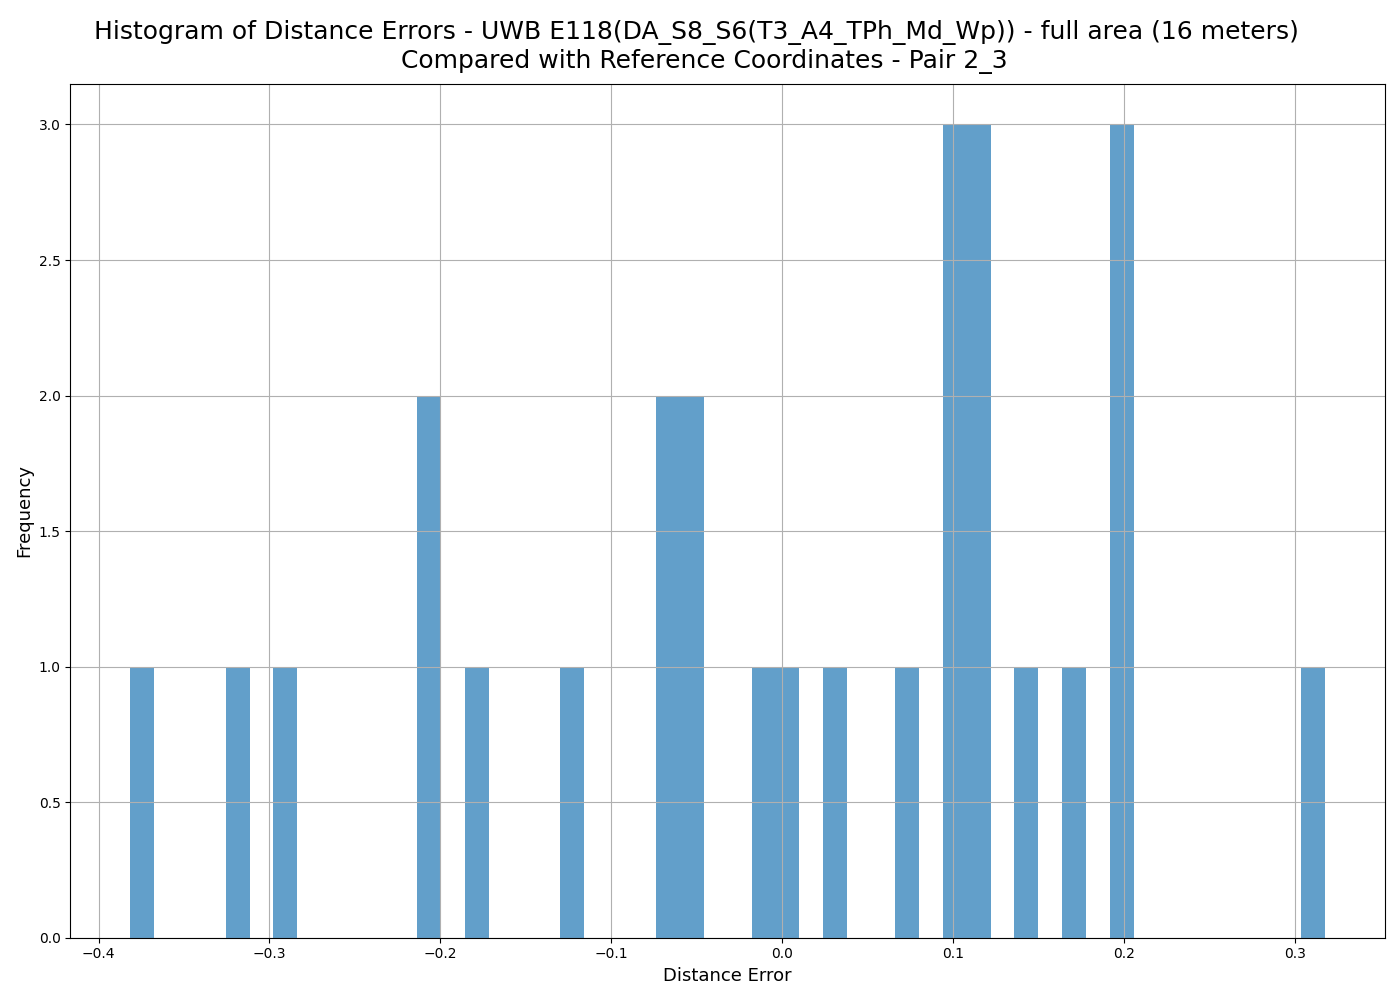 Histogram of Distance Errors - UWB E118(DA_S8_S6(T3_A4_TPh_Md_Wp)) - full area (16 meters)
Compared with Reference Coordinates - Pair 2_3
Frequency
3.0
2.5
2.0
1.5
1.0
0.5
0.0
−0.4 −0.3 −0.2 −0.1 0.0 0.1 0.2 0.3
Distance Error